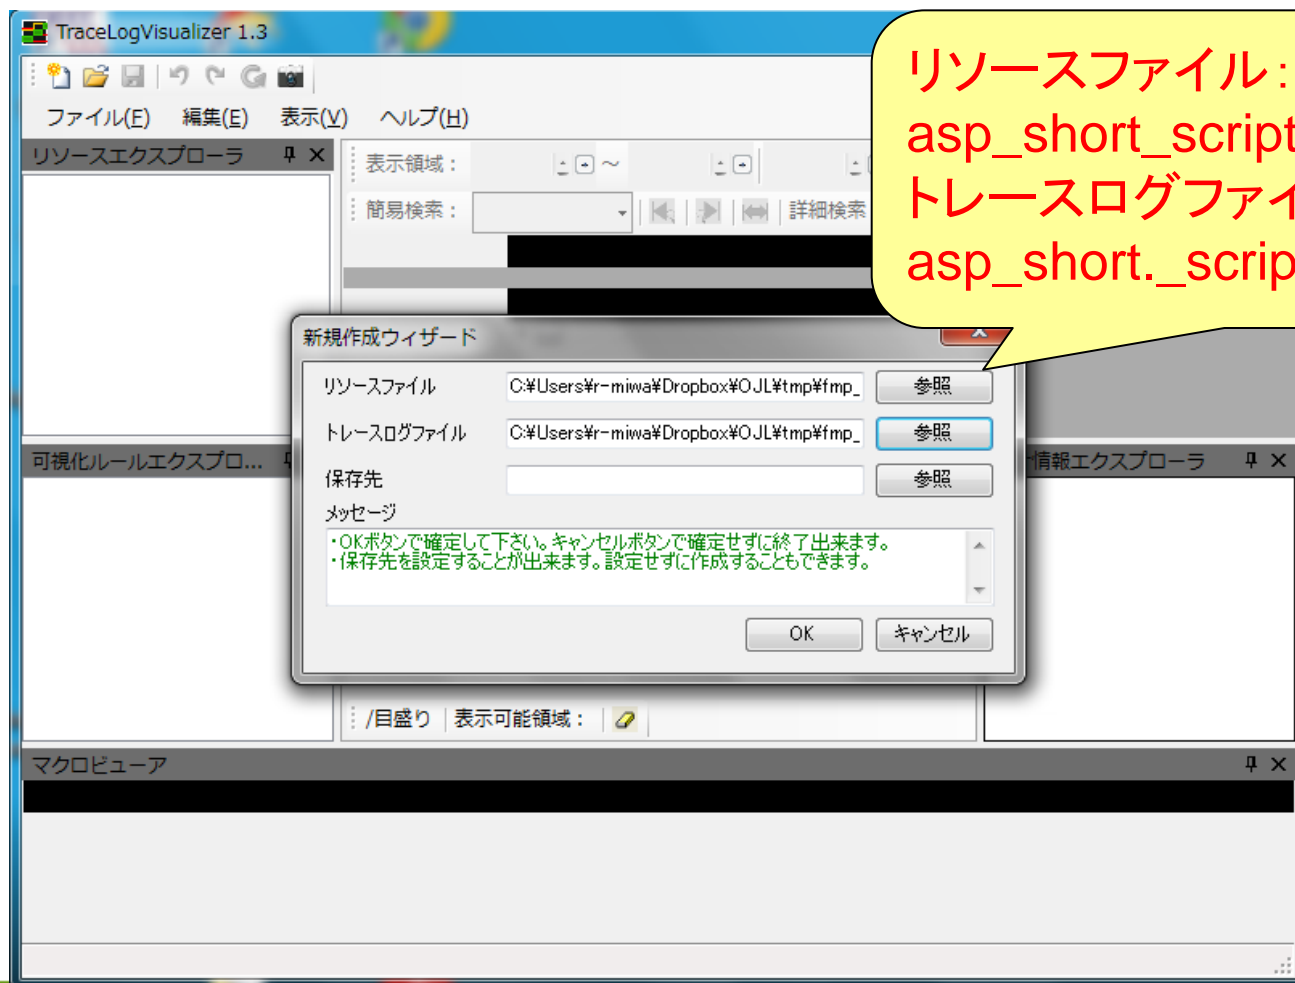 TraceLogVisualizer 1.3
ファイル(F) 編集(E) 表示(V) ヘルプ(H)
リソースエクスプローラ
表示領域： ～
簡易検索： 詳細検索
リソースファイル：
asp_short_script
トレースログファイ
asp_short._scrip
新規作成ウィザード
リソースファイル C:¥Users¥r-miwa¥Dropbox¥OJL¥tmp¥fmp_ 参照
トレースログファイル C:¥Users¥r-miwa¥Dropbox¥OJL¥tmp¥fmp_ 参照
保存先 参照
メッセージ
・OKボタンで確定して下さい。キャンセルボタンで確定せずに終了出来ます。
・保存先を設定することが出来ます。設定せずに作成することもできます。
OK キャンセル
可視化ルールエクスプロ...
情報エクスプローラ
/目盛り 表示可能領域：
マクロビューア